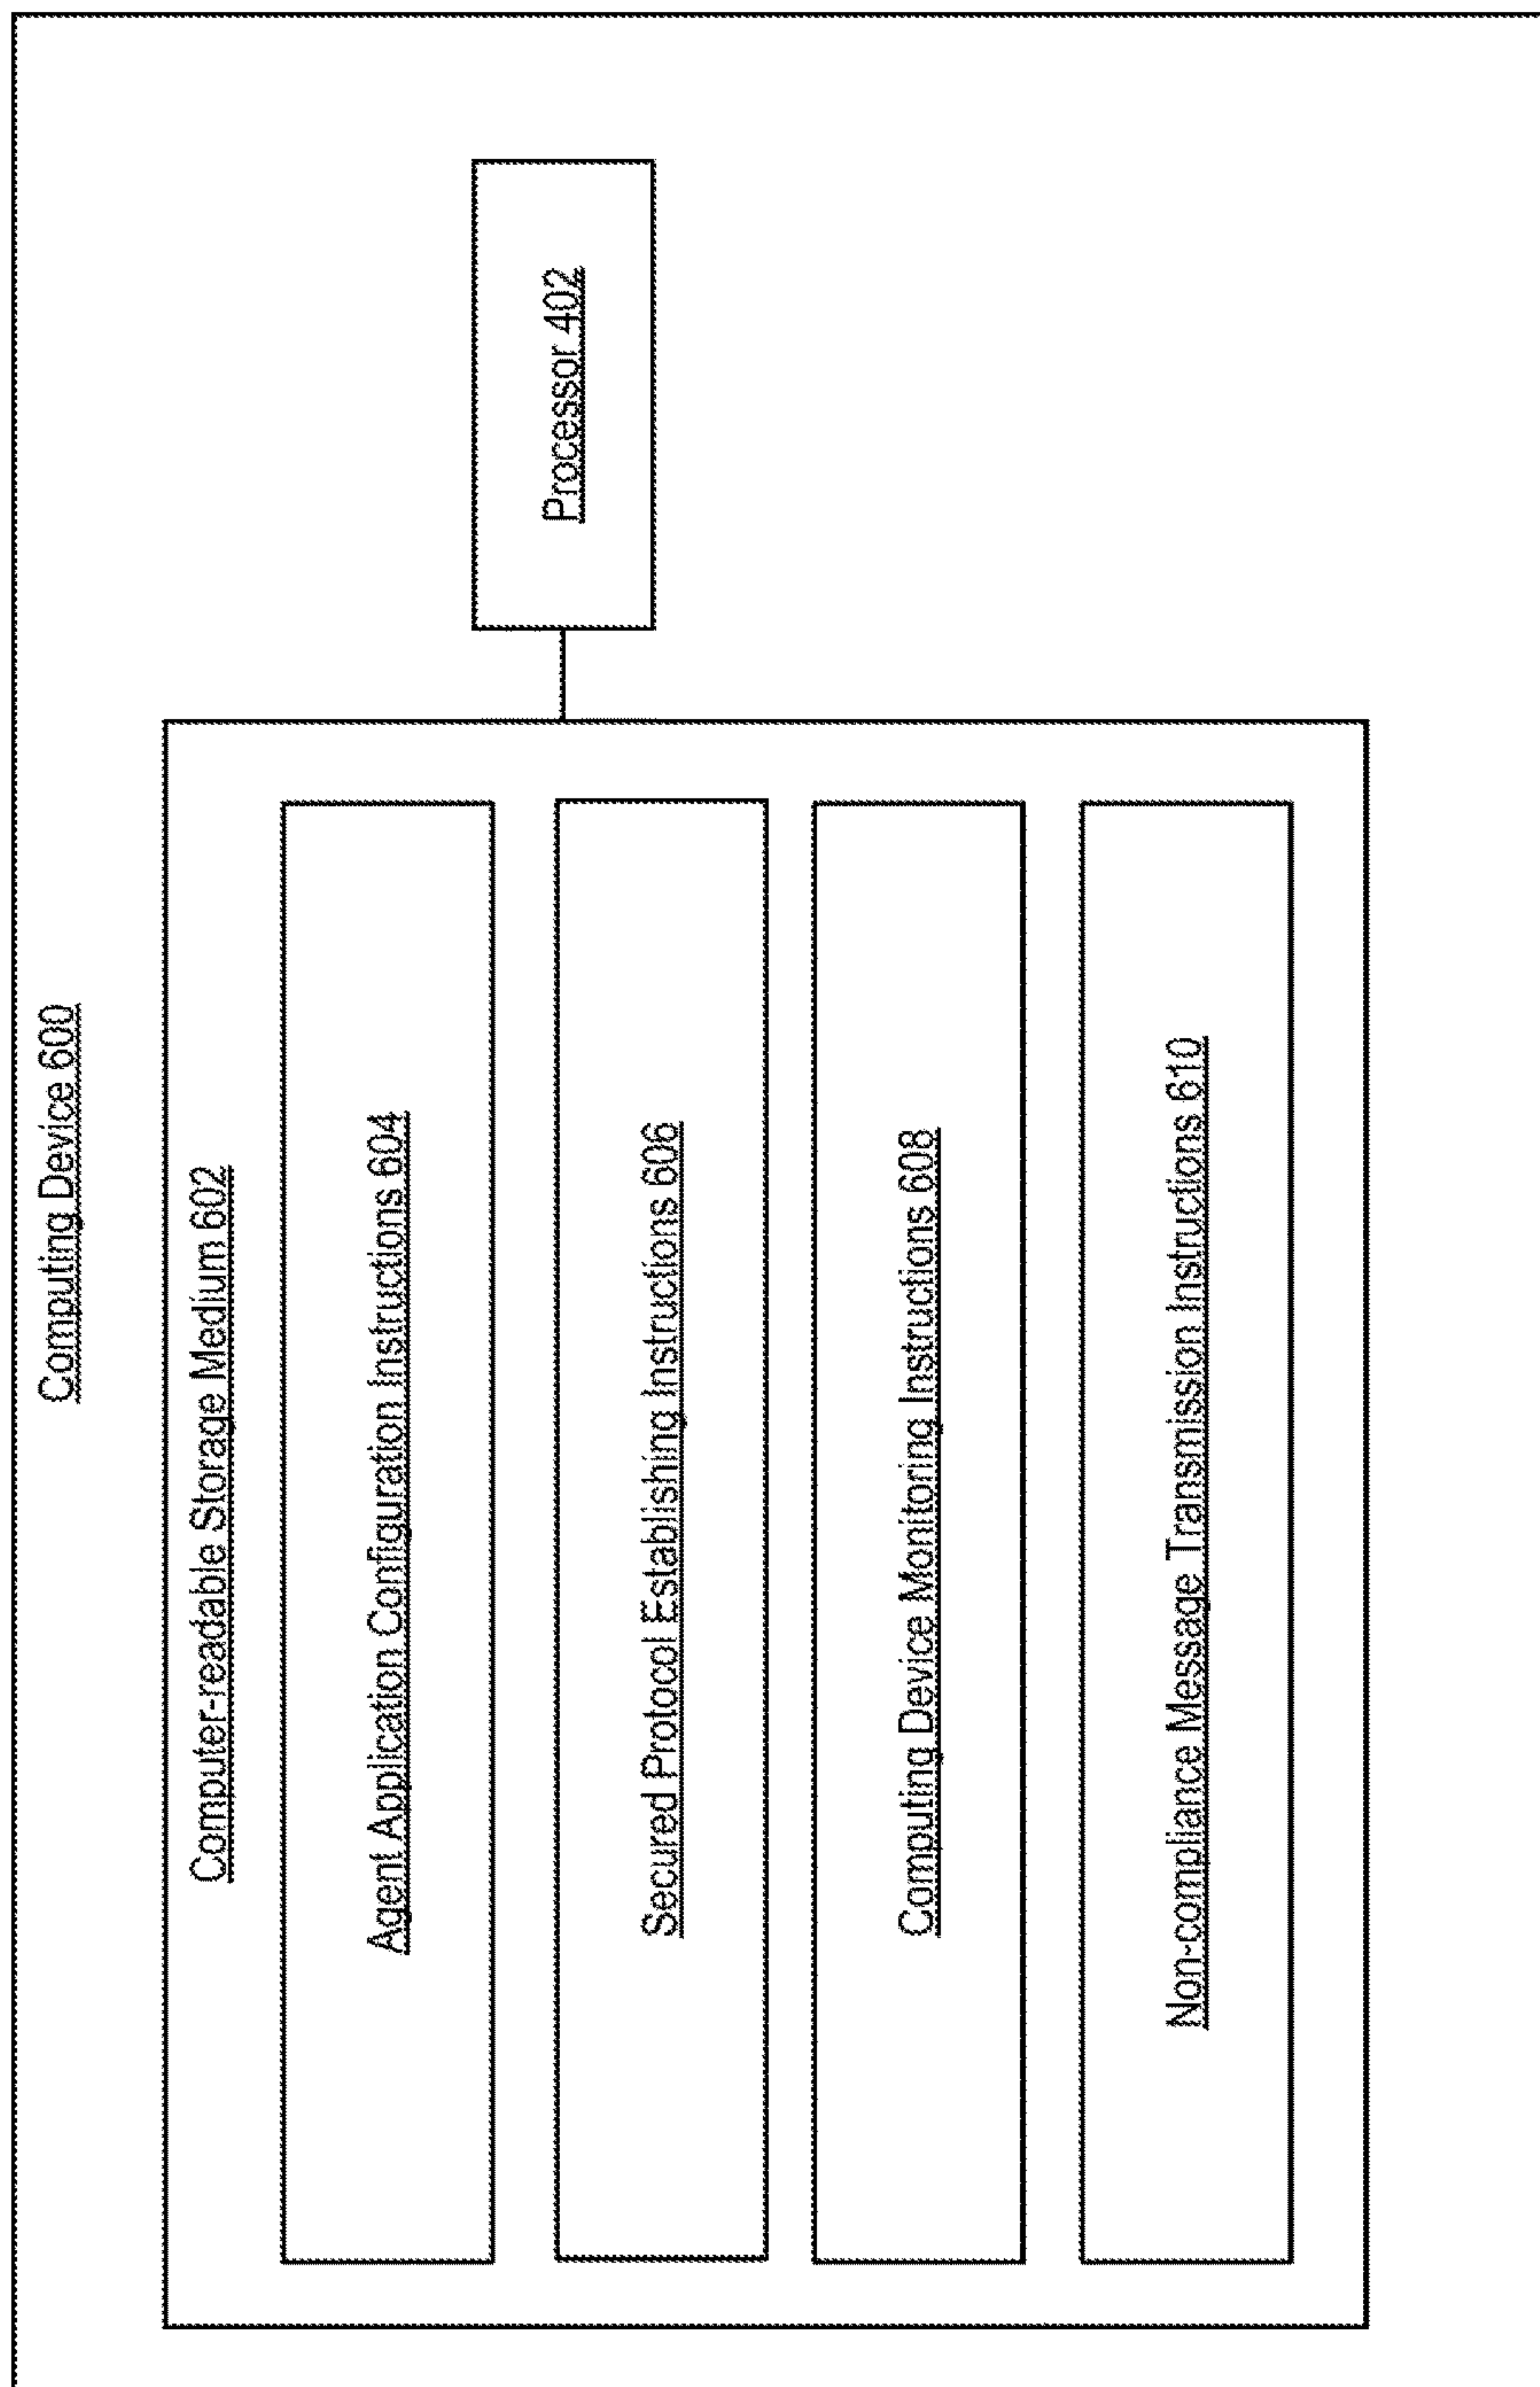 Computing Device 600
Computer-readable Storage Medium 602
Agent Application Configuration Instructions 604
Secured Protocol Establishing Instructions 606
Computing Device Monitoring Instructions 608
Non-compliance Message Transmission Instructions 610
Processor 402